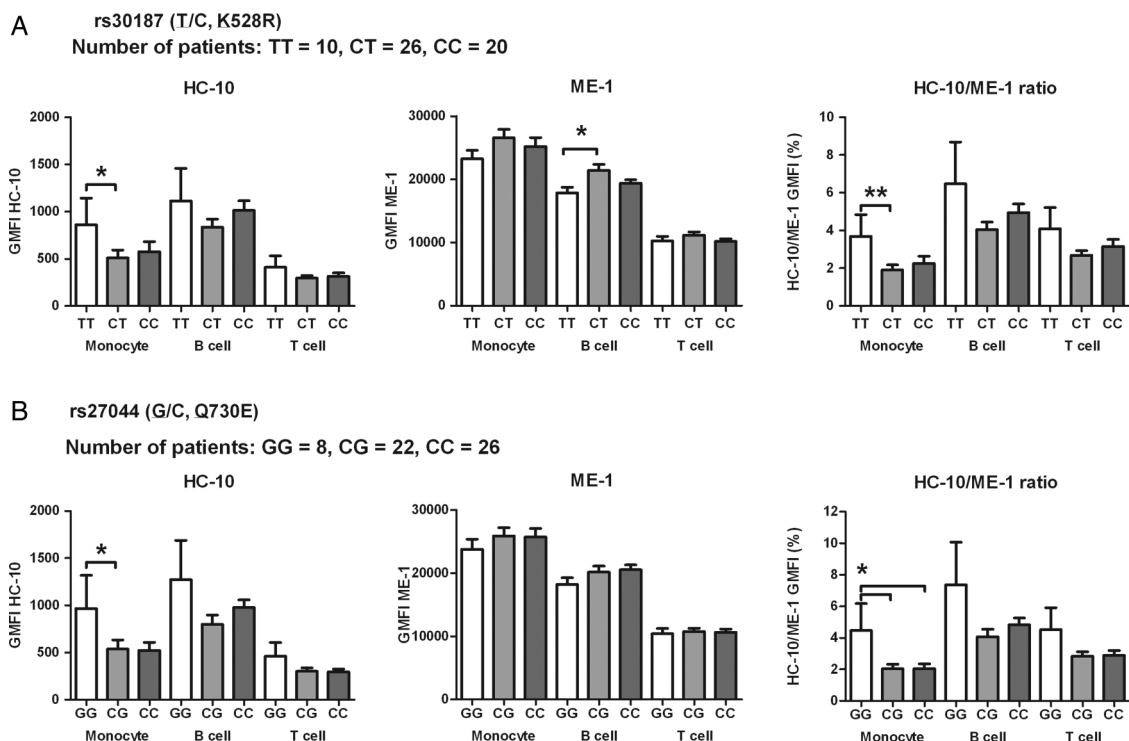 A
rs30187 (T/C, K528R)
Number of patients: TT = 10, CT = 26, CC = 20
HC-10
GMFI HC-10
2000
1500
1000
500
0
*
TT CT CC TT CT CC TT CT CC
Monocyte B cell T cell
ME-1
GMFI ME-1
30000
20000
10000
0
*
TT CT CC TT CT CC TT CT CC
Monocyte B cell T cell
HC-10/ME-1 ratio
HC-10/ME-1 GMFI (%)
10
8
6
4
2
0
**
TT CT CC TT CT CC TT CT CC
Monocyte B cell T cell
B
rs27044 (G/C, Q730E)
Number of patients: GG = 8, CG = 22, CC = 26
HC-10
GMFI HC-10
2000
1500
1000
500
0
*
GG CG CC GG CG CC GG CG CC
Monocyte B cell T cell
ME-1
GMFI ME-1
30000
20000
10000
0
GG CG CC GG CG CC GG CG CC
Monocyte B cell T cell
HC-10/ME-1 ratio
HC-10/ME-1 GMFI (%)
12
10
8
6
4
2
0
*
GG CG CC GG CG CC GG CG CC
Monocyte B cell T cell